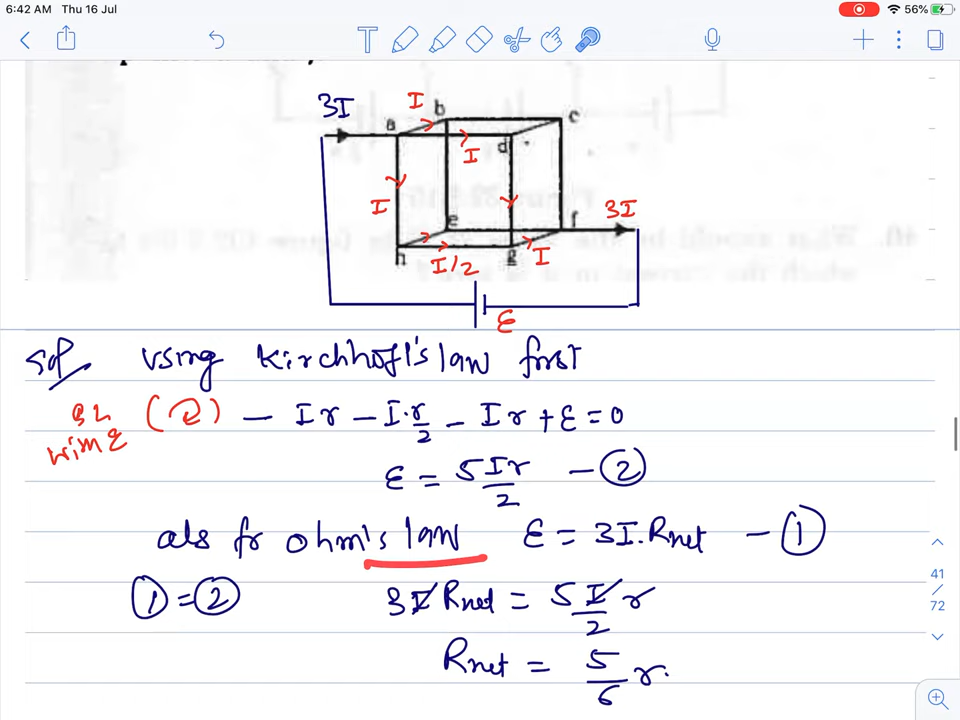 6:42 AM Thu 16 Jul
56%
3I
I
b
c
a
d
I
I
e
f
3I
h
I/2
g
I
ε
Sol. Using Kirchhoff's law first
(2) - Ir - I.r/2 - Ir + ε = 0
ε = 5Ir/2 - ②
als fr ohm's law ε = 3I.Rnet - ①
① = ② 3I Rnet = 5I/2 r
Rnet = 5/6 r.
41
/
72